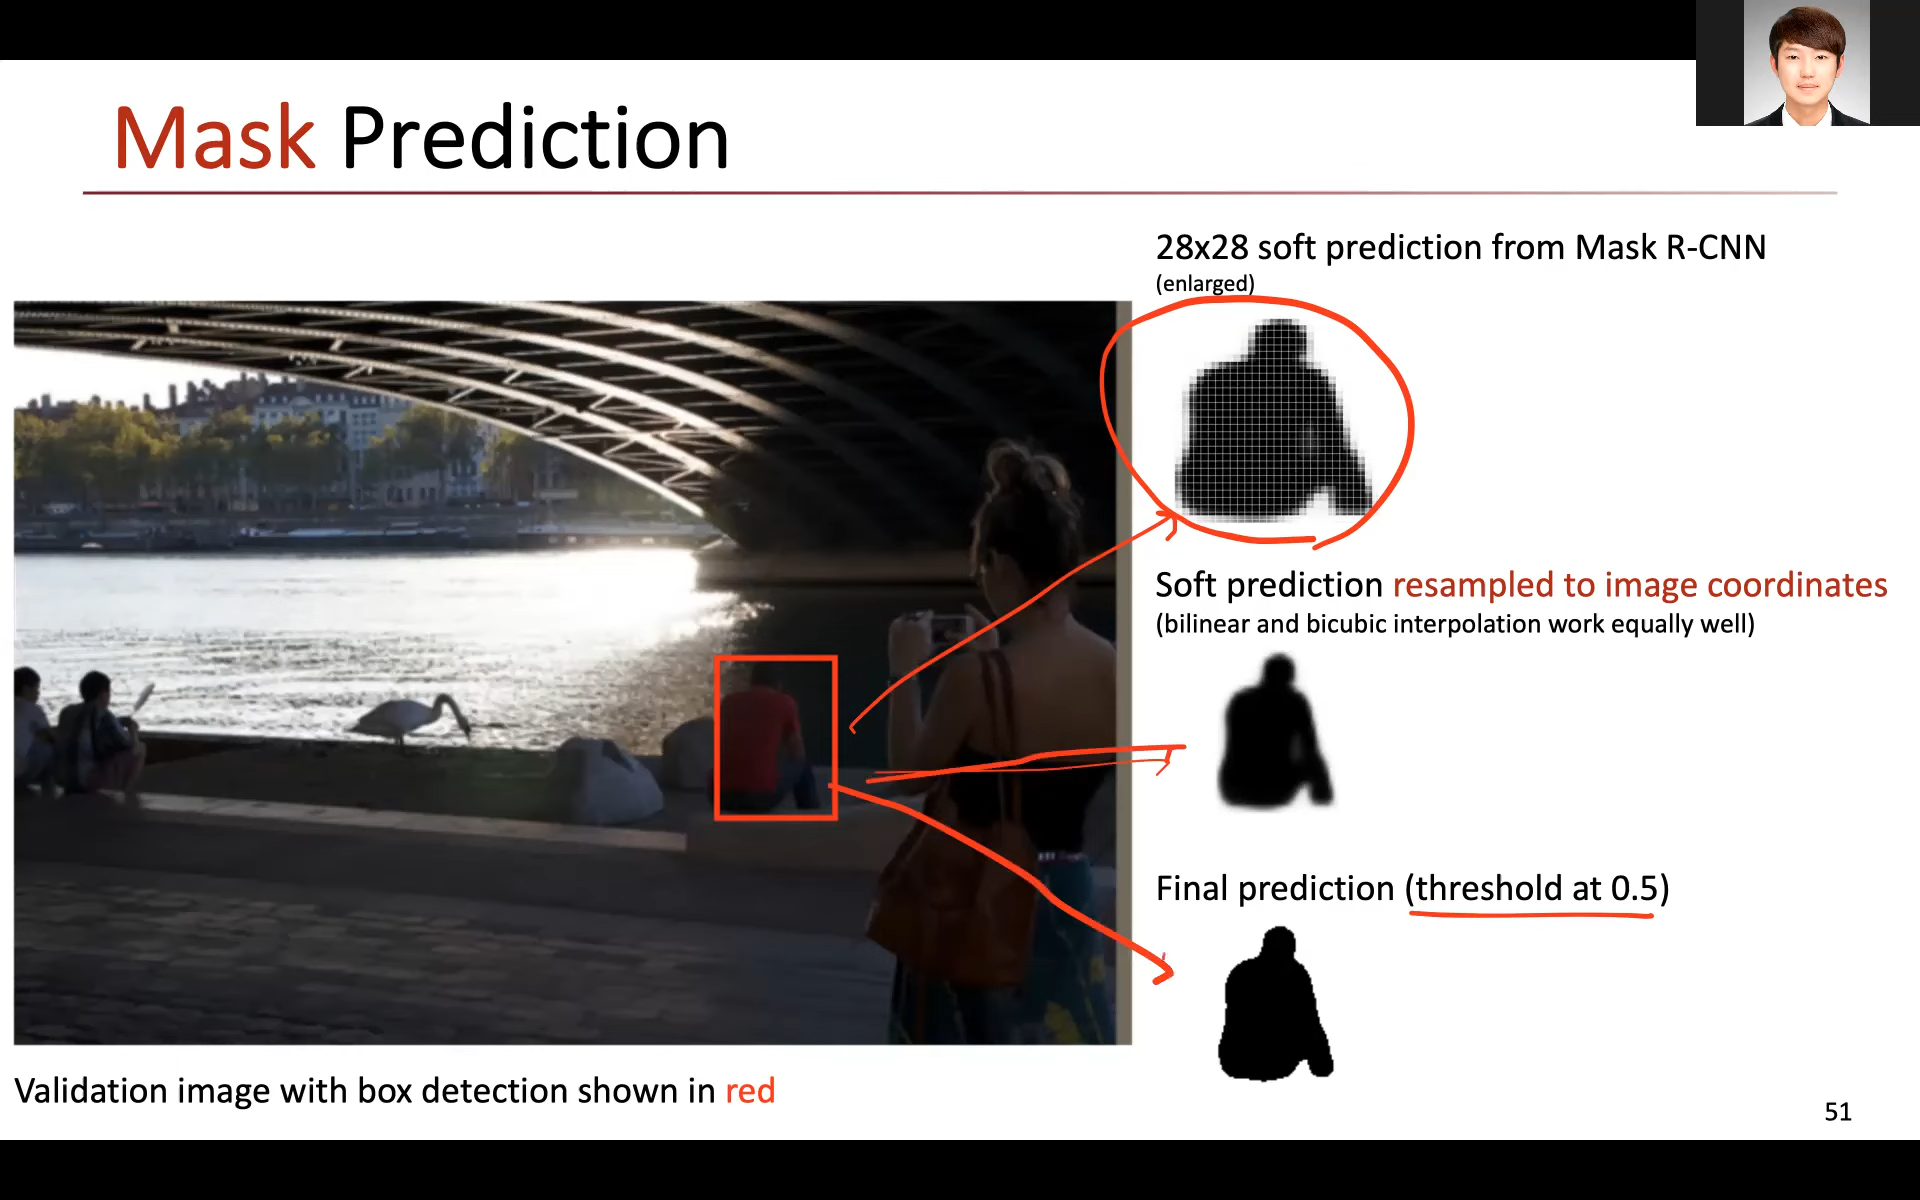 Mask Prediction
28x28 soft prediction from Mask R-CNN
(enlarged)
Soft prediction resampled to image coordinates
(bilinear and bicubic interpolation work equally well)
Final prediction (threshold at 0.5)
Validation image with box detection shown in red
51